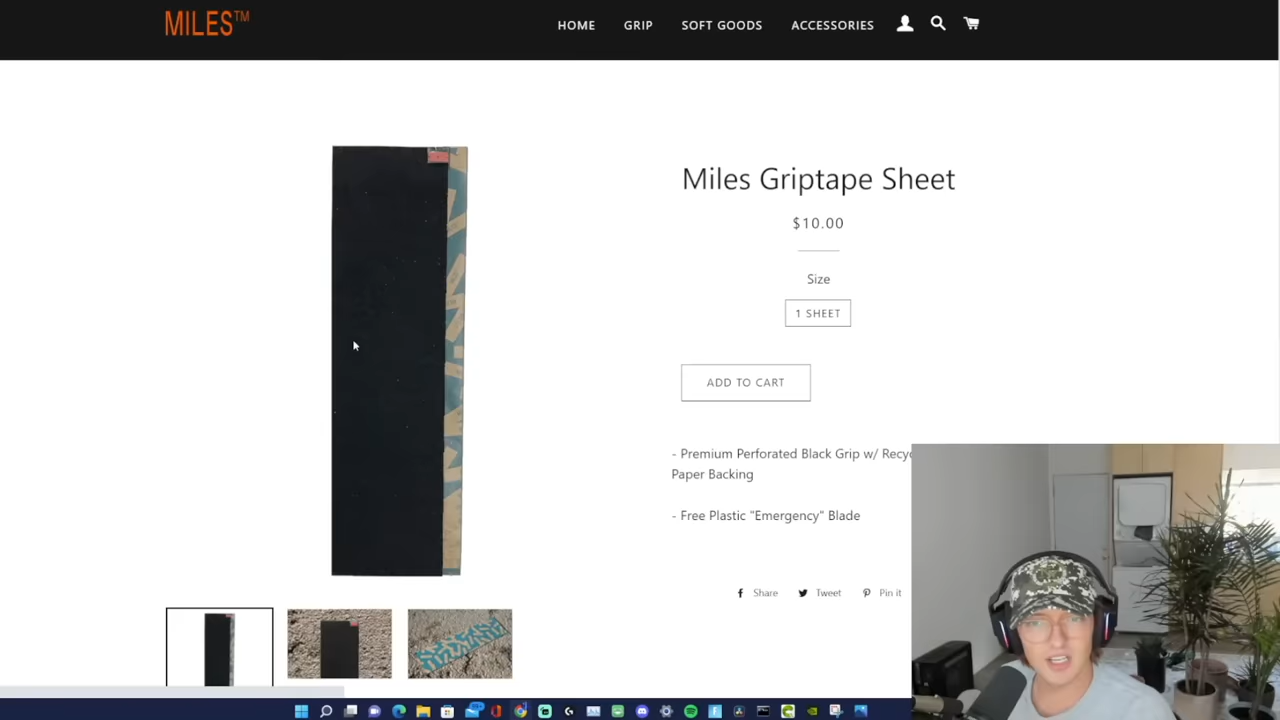 MILES™
HOME
GRIP
SOFT GOODS
ACCESSORIES
Miles Griptape Sheet
$10.00
Size
1 SHEET
ADD TO CART
- Premium Perforated Black Grip w/
Paper Backing
- Free Plastic "Emergency" Blade
Share
Tweet
Pin it